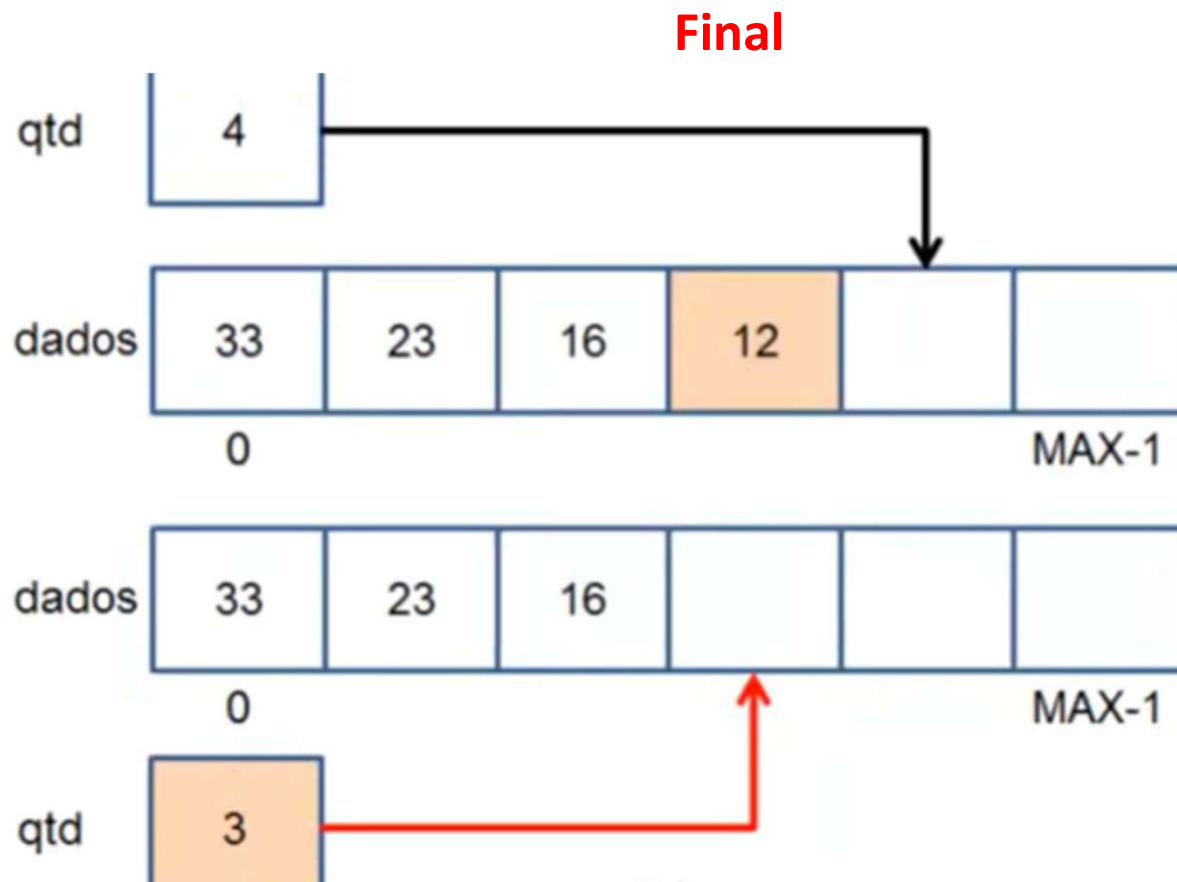 Final
qtd 4
dados 33 23 16 12
0 MAX-1
dados 33 23 16
0 MAX-1
qtd 3